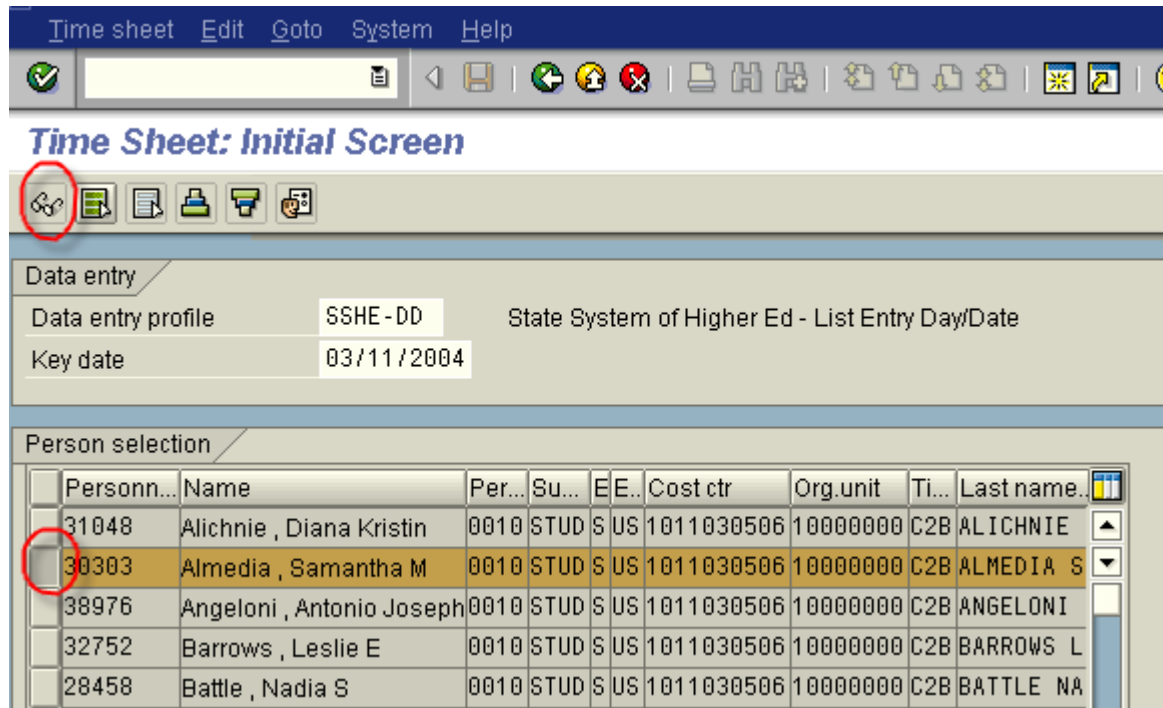 Time sheet Edit Goto System Help
Time Sheet: Initial Screen
Data entry
Data entry profile SSHE-DD State System of Higher Ed - List Entry Day/Date
Key date 03/11/2004
Person selection
Personn... Name Per... Su... E E.. Cost ctr Org.unit Ti... Last name..
31048 Alichnie , Diana Kristin 0010 STUD S US 1011030506 10000000 C2B ALICHNIE
30303 Almedia , Samantha M 0010 STUD S US 1011030506 10000000 C2B ALMEDIA S
38976 Angeloni , Antonio Joseph 0010 STUD S US 1011030506 10000000 C2B ANGELONI
32752 Barrows , Leslie E 0010 STUD S US 1011030506 10000000 C2B BARROWS L
28458 Battle , Nadia S 0010 STUD S US 1011030506 10000000 C2B BATTLE NA